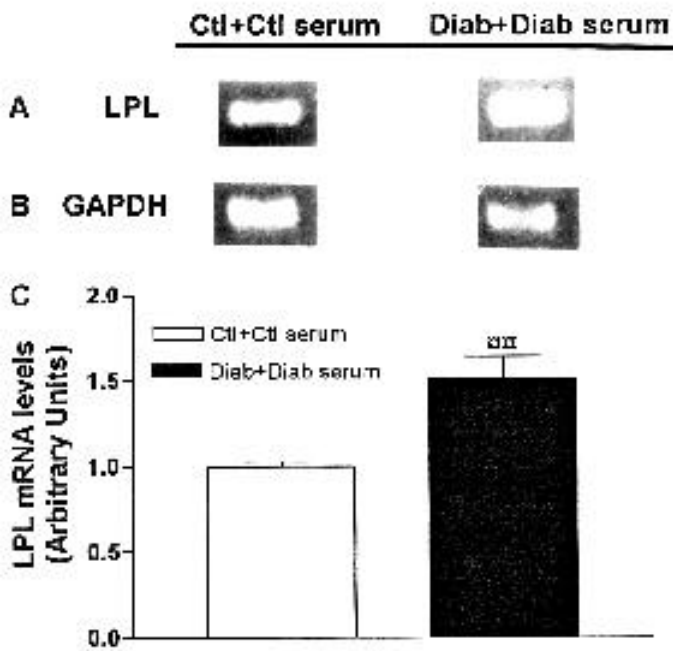 Ctl+Ctl serum Diab+Diab serum
A LPL
B GAPDH
C
2.0
1.5
1.0
0.5
0.0
LPL mRNA levels
(Arbitrary Units)
Ctl+Ctl serum
Diab+Diab serum